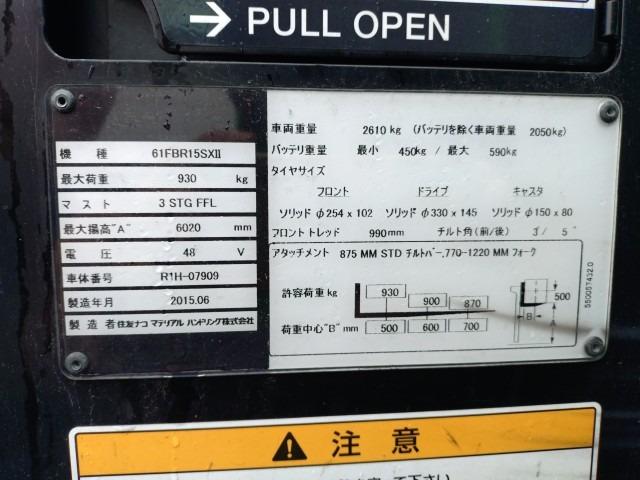 → PULL OPEN
機 種 61FBR15SXII
最大荷重 930 kg
マスト 3 STG FFL
最大揚高"A" 6020 mm
電 圧 48 V
車体番号 R1H-07909
製造年月 2015.06
製造者 住友ナコ マテリアル ハンドリング株式会社
車両重量 2610 kg (バッテリを除く車両重量 2050kg)
バッテリ重量 最小 450kg / 最大 590kg
タイヤサイズ
フロント ドライブ キャスタ
ソリッド φ254 x 102 ソリッド φ330 x 145 ソリッド φ150 x 80
フロントトレッド 990mm チルト角(前/後) 3゜/ 5゜
アタッチメント 875 MM STD チルトバー,770-1220 MM フォーク
許容荷重 kg 930 900 870
荷重中心"B" mm 500 600 700
500
B
A
550057432.0
注意